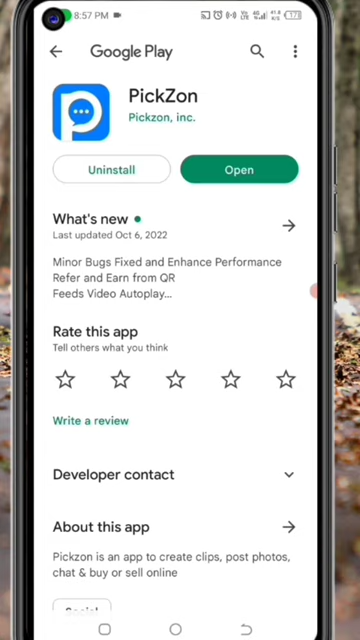 8:57 PM
Google Play
PickZon
Pickzon, inc.
Uninstall
Open
What's new
Last updated Oct 6, 2022
Minor Bugs Fixed and Enhance Performance
Refer and Earn from QR
Feeds Video Autoplay...
Rate this app
Tell others what you think
Write a review
Developer contact
About this app
Pickzon is an app to create clips, post photos,
chat & buy or sell online
Social